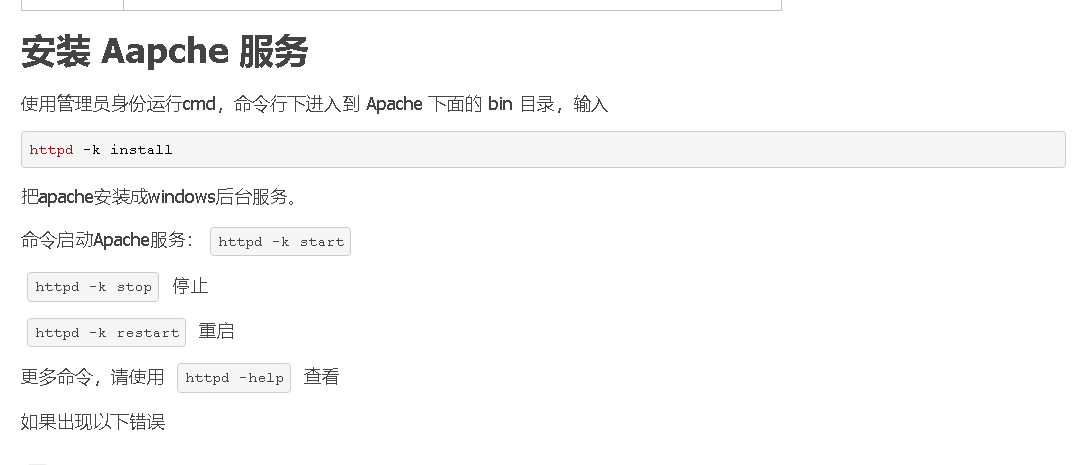 安装 Aapche 服务
使用管理员身份运行cmd，命令行下进入到 Apache 下面的 bin 目录，输入
httpd -k install
把apache安装成windows后台服务。
命令启动Apache服务： httpd -k start
httpd -k stop 停止
httpd -k restart 重启
更多命令，请使用 httpd -help 查看
如果出现以下错误